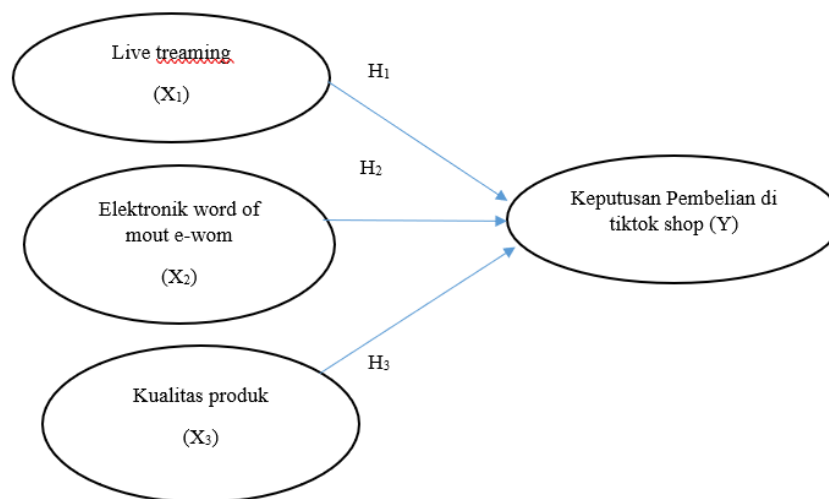 Live treaming
(X₁)
H₁
H₂
Elektronik word of
mout e-wom
(X₂)
Keputusan Pembelian di
tiktok shop (Y)
H₃
Kualitas produk
(X₃)